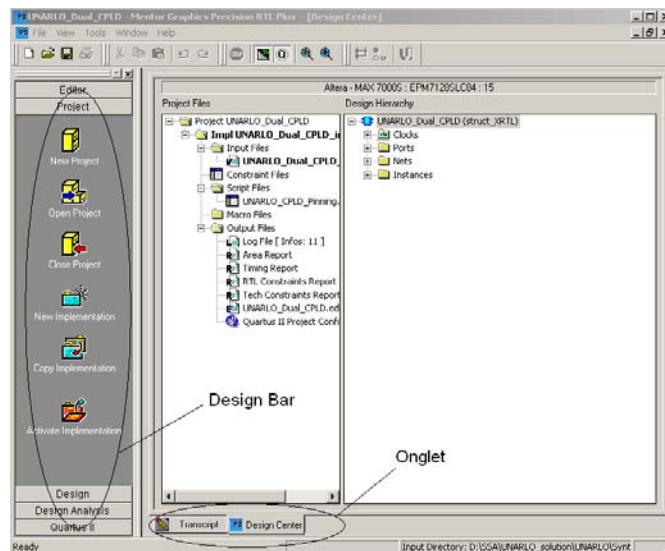 UNARLO_Dual_CPLD - Mentor Graphics Precision RTL Plus - [Design Center]
File View Tools Window Help
Altera - MAX 7000S : EPM7128SLC84 : 15
Editor
Project
New Project
Open Project
Close Project
New Implementation
Copy Implementation
Activate Implementation
Design
Design Analysis
Quartus II
Project Files
Project UNARLO_Dual_CPLD
Impl UNARLO_Dual_CPLD_i
Input Files
UNARLO_Dual_CPLD_
Constraint Files
Script Files
UNARLO_CPLD_Pinning.
Macro Files
Output Files
Log File [ Infos: 11 ]
Area Report
Timing Report
RTL Constraints Report
Tech Constraints Report
UNARLO_Dual_CPLD.ed
Quartus II Project Confi
Design Hierarchy
UNARLO_Dual_CPLD (struct_XRTL)
Clocks
Ports
Nets
Instances
Design Bar
Onglet
Transcript Design Center
Ready
Input Directory: D:\SSA\UNARLO_solution\UNARLO\Synt